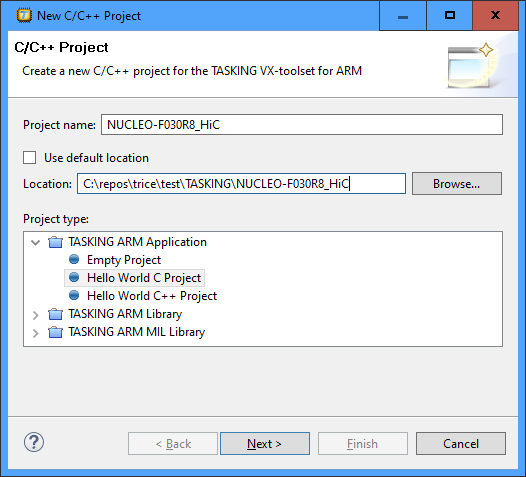 New C/C++ Project
C/C++ Project
Create a new C/C++ project for the TASKING VX-toolset for ARM
Project name: NUCLEO-F030R8_HiC
Use default location
Location: C:\repos\trice\test\TASKING\NUCLEO-F030R8_HiC Browse...
Project type:
TASKING ARM Application
Empty Project
Hello World C Project
Hello World C++ Project
TASKING ARM Library
TASKING ARM MIL Library
? < Back Next > Finish Cancel